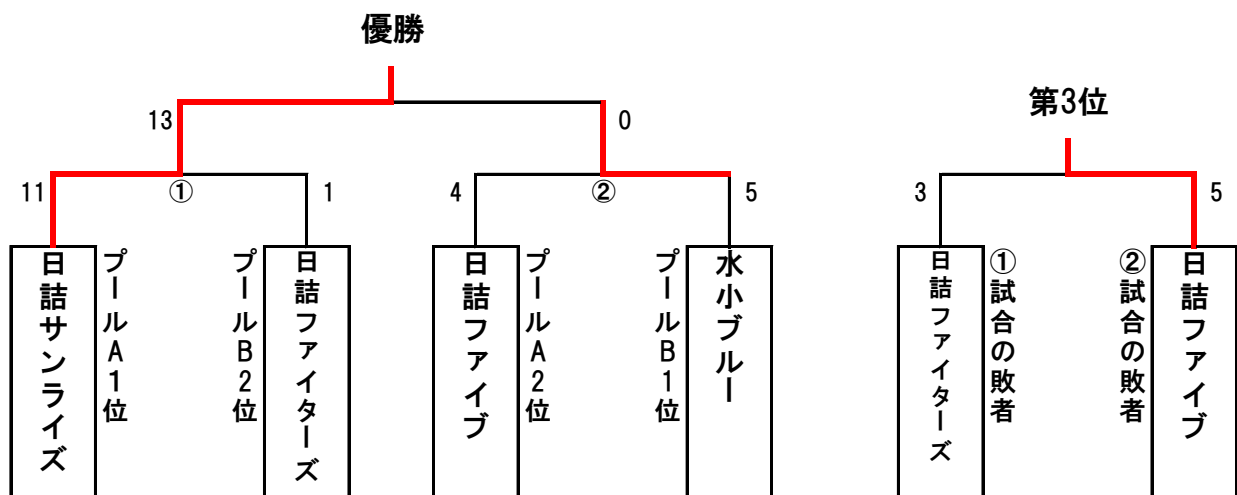 優勝
13
0
第3位
11
①
1
4
②
5
3
5
日詰サンライズ
プールA1位
プールB2位
日詰ファイターズ
日詰ファイブ
プールA2位
プールB1位
水小ブルー
日詰ファイターズ
①試合の敗者
②試合の敗者
日詰ファイブ